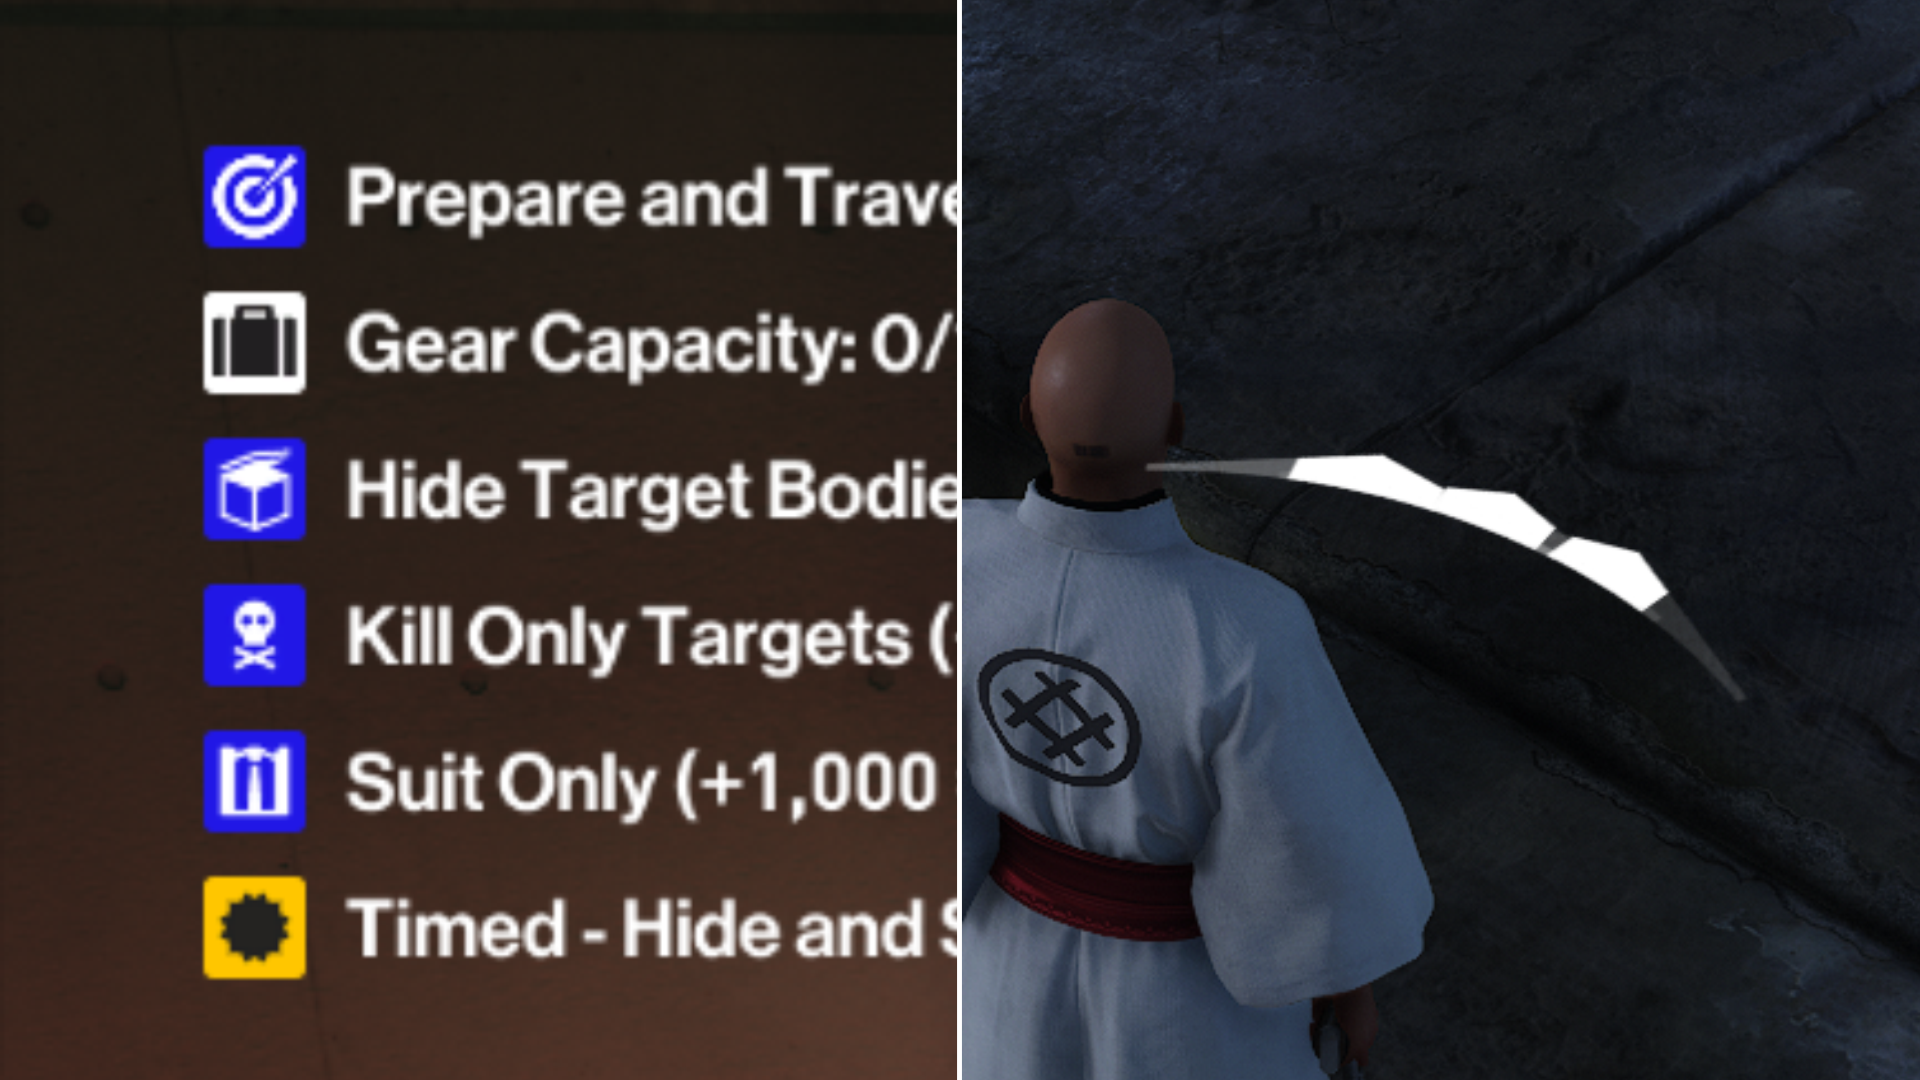 Prepare and Trave
Gear Capacity: 0/
Hide Target Bodie
Kill Only Targets (
Suit Only (+1,000
Timed - Hide and S